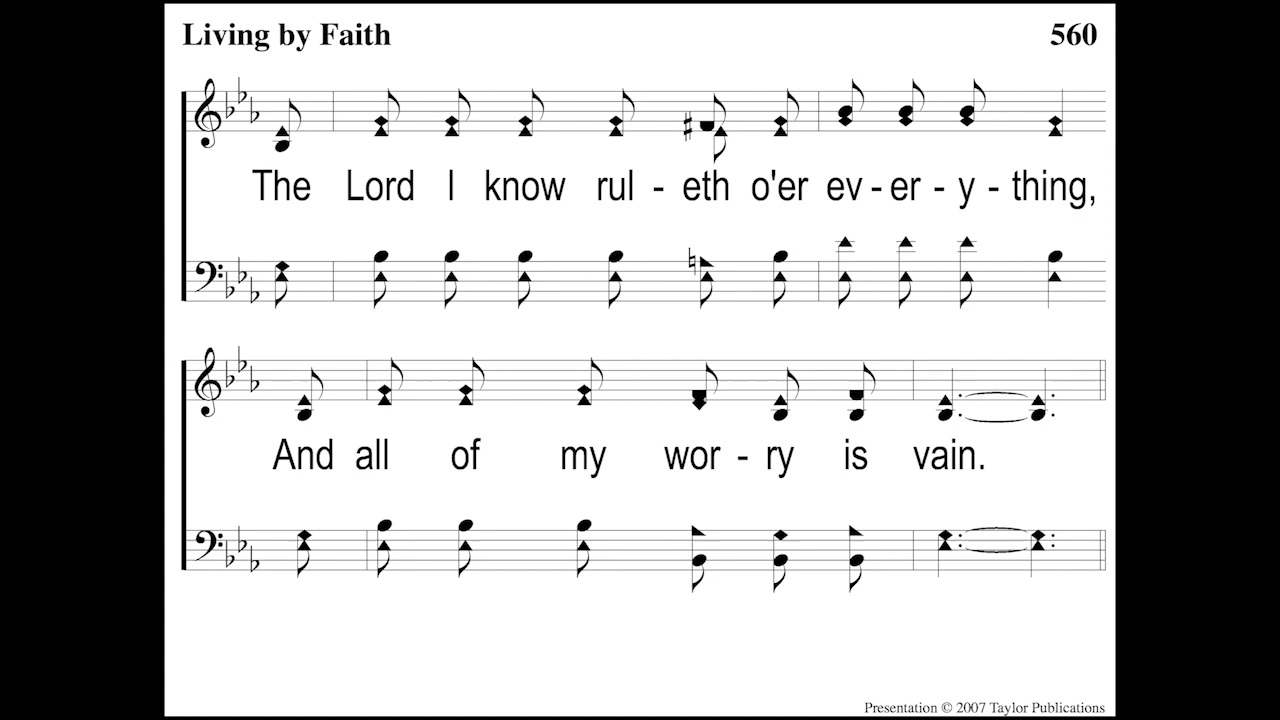 Living by Faith 560
The Lord I know rul - eth o'er ev - er - y - thing,
And all of my wor - ry is vain.
Presentation © 2007 Taylor Publications